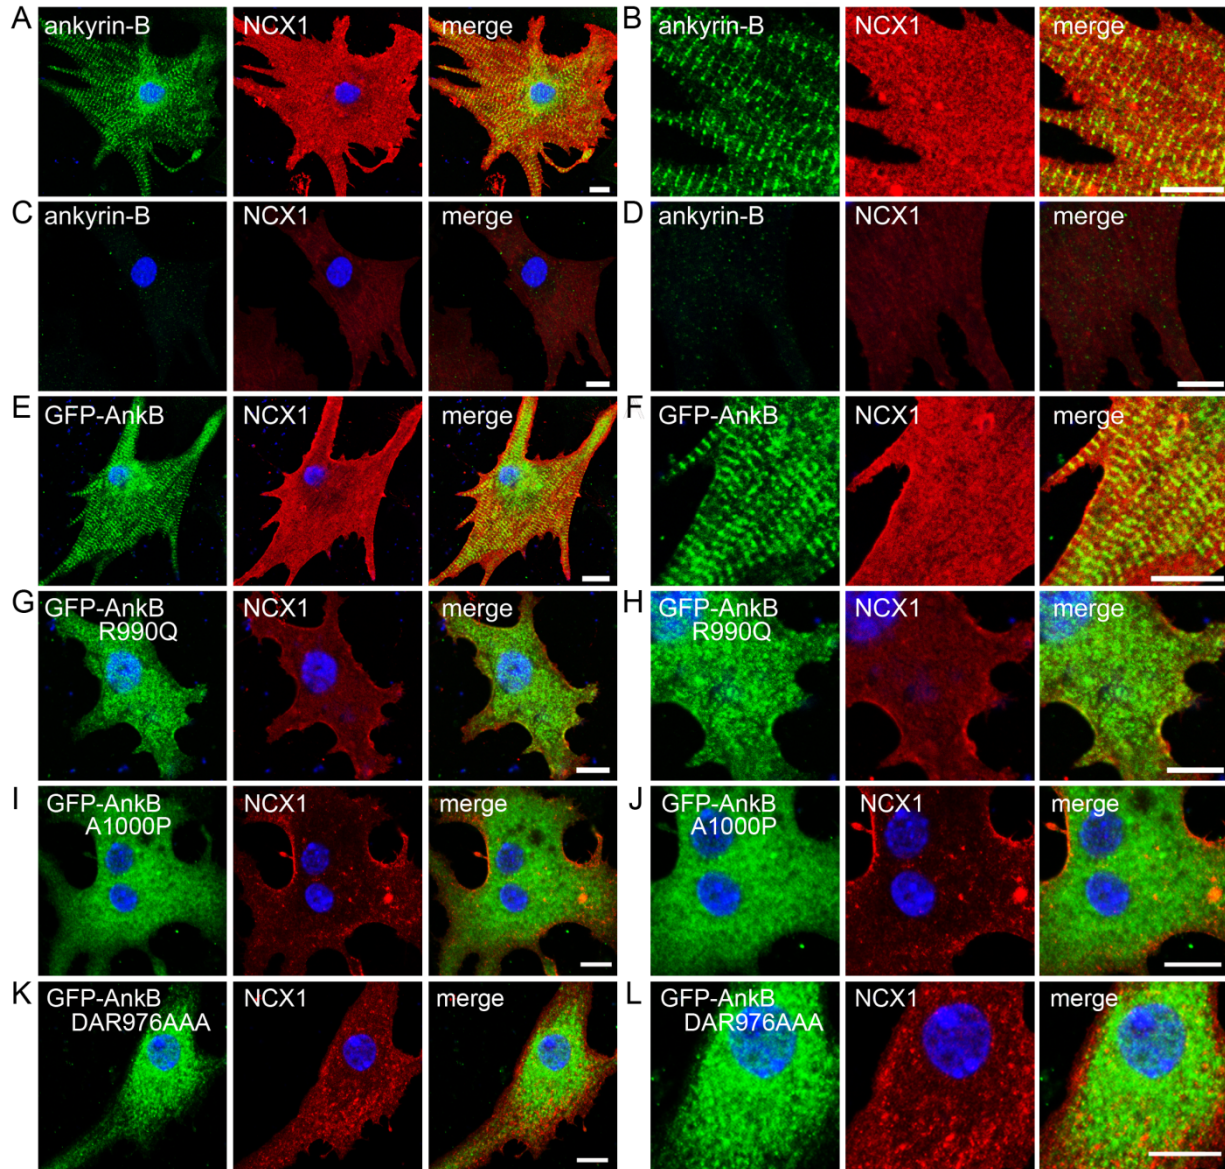 A ankyrin-B NCX1 merge B ankyrin-B NCX1 merge
C ankyrin-B NCX1 merge D ankyrin-B NCX1 merge
E GFP-AnkB NCX1 merge F GFP-AnkB NCX1 merge
G GFP-AnkB NCX1 merge H GFP-AnkB NCX1 merge
R990Q R990Q
I GFP-AnkB NCX1 merge J GFP-AnkB NCX1 merge
A1000P A1000P
K GFP-AnkB NCX1 merge L GFP-AnkB NCX1 merge
DAR976AAA DAR976AAA